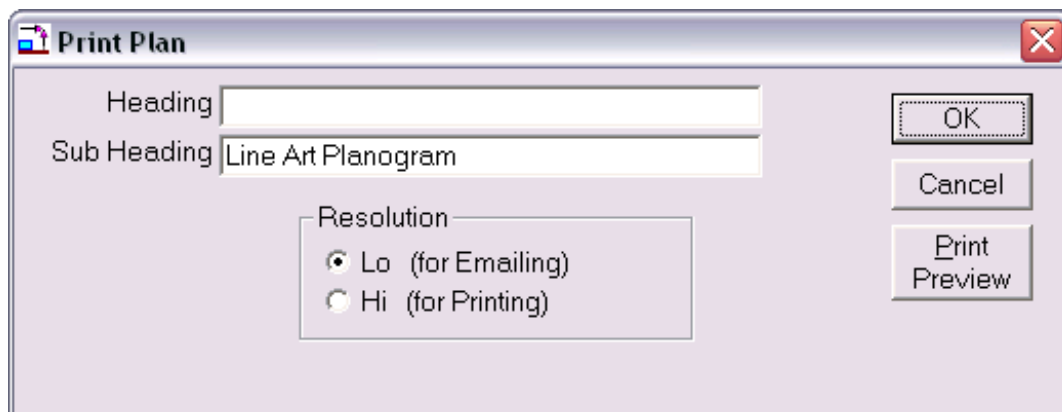 Print Plan
Heading
OK
Sub Heading Line Art Planogram
Cancel
Resolution
Lo (for Emailing)
Hi (for Printing)
Print
Preview